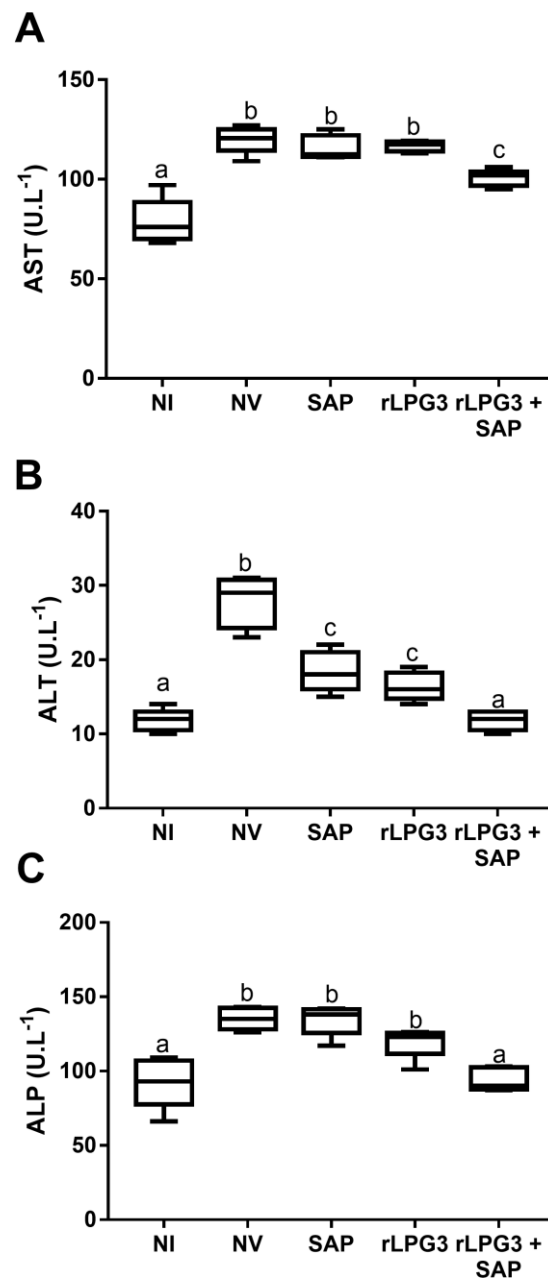 A
AST (U.L⁻¹)
150
100
50
0
a
b
b
b
c
NI NV SAP rLPG3 rLPG3 +
SAP
B
ALT (U.L⁻¹)
40
30
20
10
0
a
b
c
c
a
NI NV SAP rLPG3 rLPG3 +
SAP
C
ALP (U.L⁻¹)
200
150
100
50
0
a
b
b
b
a
NI NV SAP rLPG3 rLPG3 +
SAP